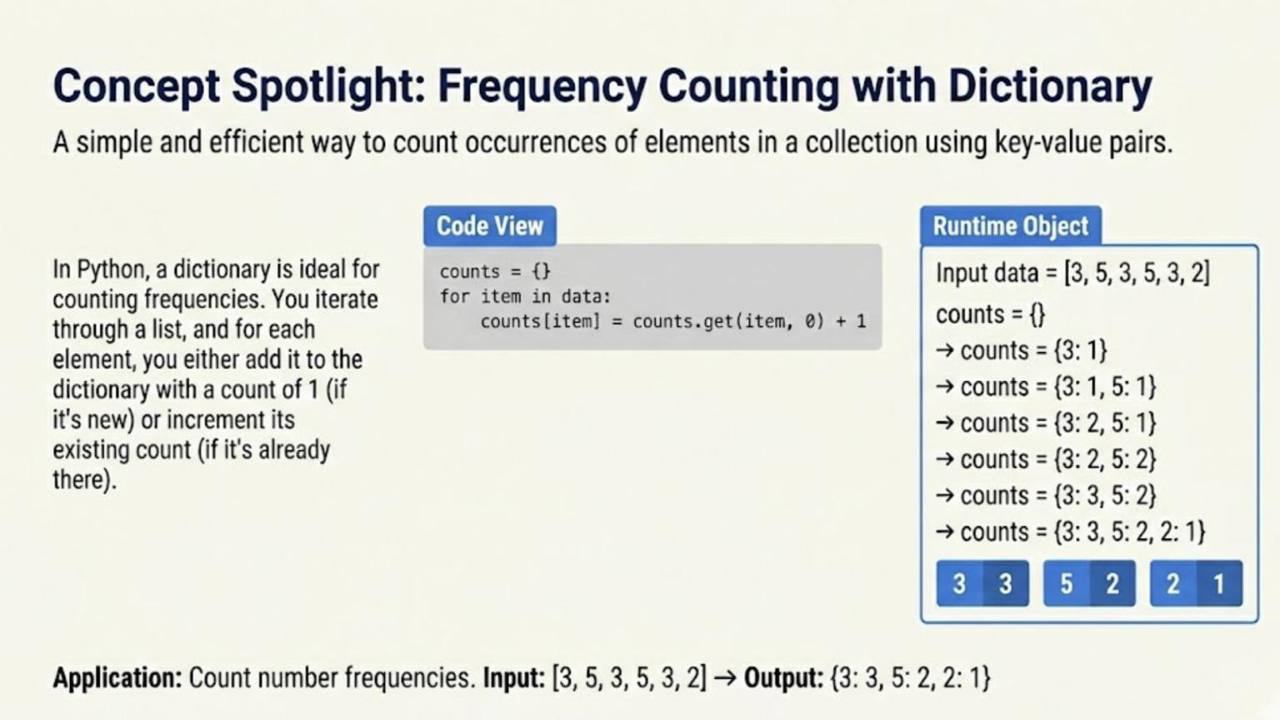 Concept Spotlight: Frequency Counting with Dictionary
A simple and efficient way to count occurrences of elements in a collection using key-value pairs.
In Python, a dictionary is ideal for
counting frequencies. You iterate
through a list, and for each
element, you either add it to the
dictionary with a count of 1 (if
it's new) or increment its
existing count (if it's already
there).
Code View
counts = {}
for item in data:
    counts[item] = counts.get(item, 0) + 1
Runtime Object
Input data = [3, 5, 3, 5, 3, 2]
counts = {}
→ counts = {3: 1}
→ counts = {3: 1, 5: 1}
→ counts = {3: 2, 5: 1}
→ counts = {3: 2, 5: 2}
→ counts = {3: 3, 5: 2}
→ counts = {3: 3, 5: 2, 2: 1}
3 3 5 2 2 1
Application: Count number frequencies. Input: [3, 5, 3, 5, 3, 2] → Output: {3: 3, 5: 2, 2: 1}